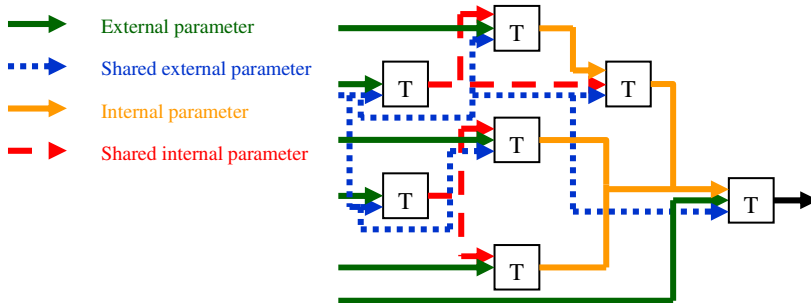 External parameter
Shared external parameter
Internal parameter
Shared internal parameter
T
T
T
T
T
T
T